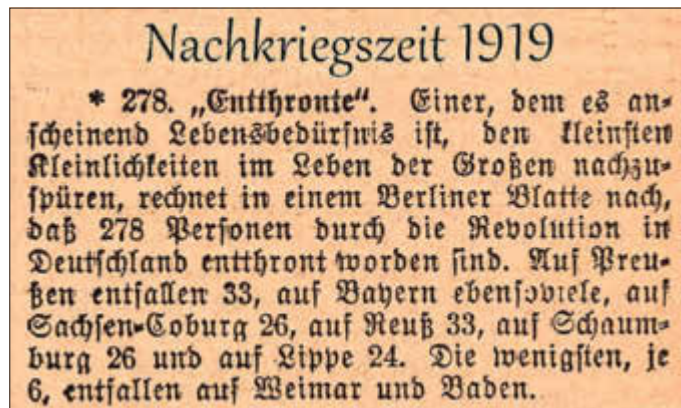 Nachkriegszeit 1919
* 278. „Entthronte“. Einer, dem es an-
scheinend Lebensbedürfnis ist, den kleinsten
Kleinlichkeiten im Leben der Großen nachzu-
spüren, rechnet in einem Berliner Blatte nach,
daß 278 Personen durch die Revolution in
Deutschland entthront worden sind. Auf Preu-
ßen entfallen 33, auf Bayern ebensoviele, auf
Sachsen-Coburg 26, auf Reuß 33, auf Schaum-
burg 26 und auf Lippe 24. Die wenigsten, je
6, entfallen auf Weimar und Baden.